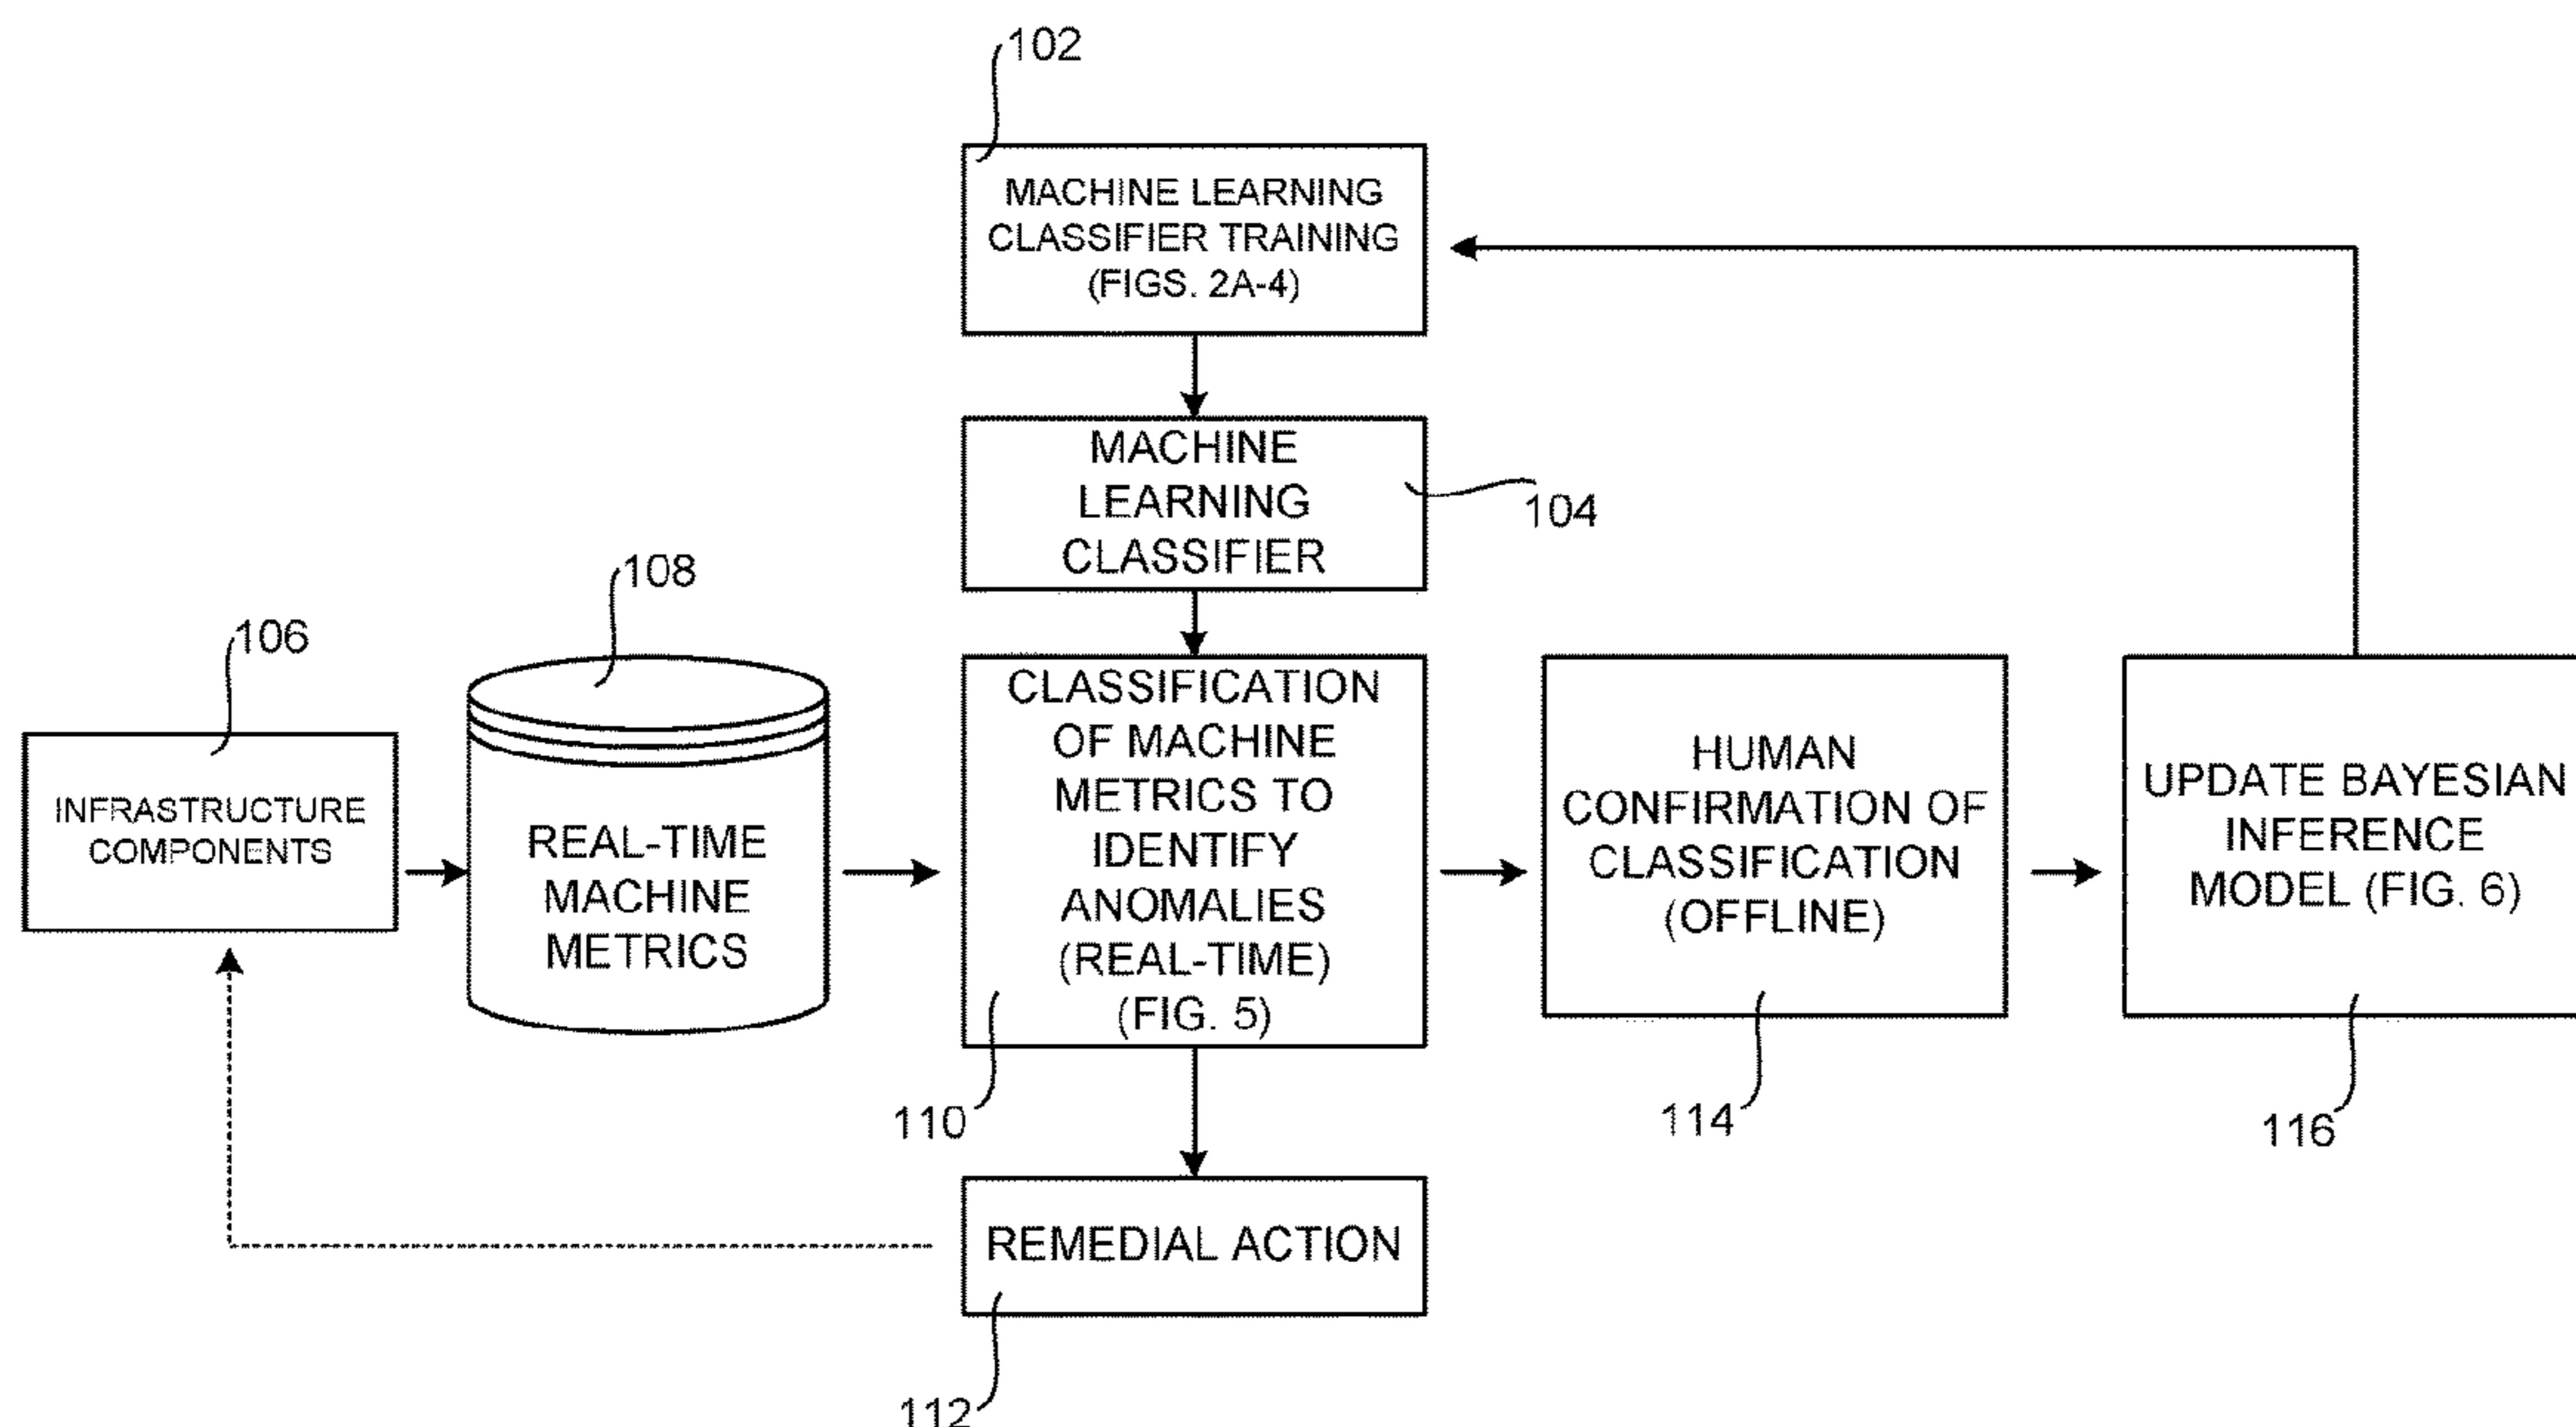 102
MACHINE LEARNING
CLASSIFIER TRAINING
(FIGS. 2A-4)
MACHINE
LEARNING
CLASSIFIER
104
106
INFRASTRUCTURE
COMPONENTS
108
REAL-TIME
MACHINE
METRICS
CLASSIFICATION
OF MACHINE
METRICS TO
IDENTIFY
ANOMALIES
(REAL-TIME)
(FIG. 5)
110
HUMAN
CONFIRMATION OF
CLASSIFICATION
(OFFLINE)
114
UPDATE BAYESIAN
INFERENCE
MODEL (FIG. 6)
116
REMEDIAL ACTION
112